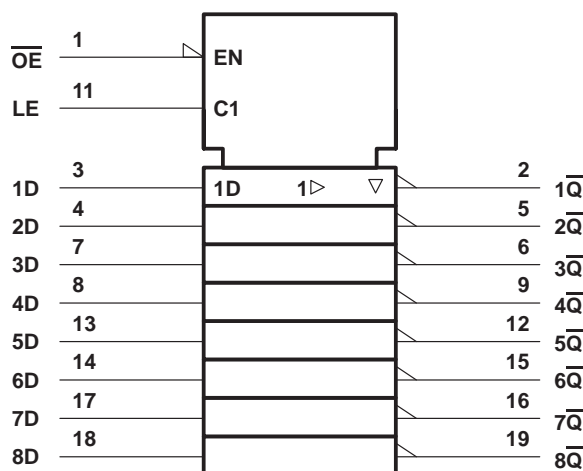 1
O̅E̅ EN
11
LE C1
3 2
1D 1D 1▷ ▽ 1Q̅
4 5
2D 2Q̅
7 6
3D 3Q̅
8 9
4D 4Q̅
13 12
5D 5Q̅
14 15
6D 6Q̅
17 16
7D 7Q̅
18 19
8D 8Q̅